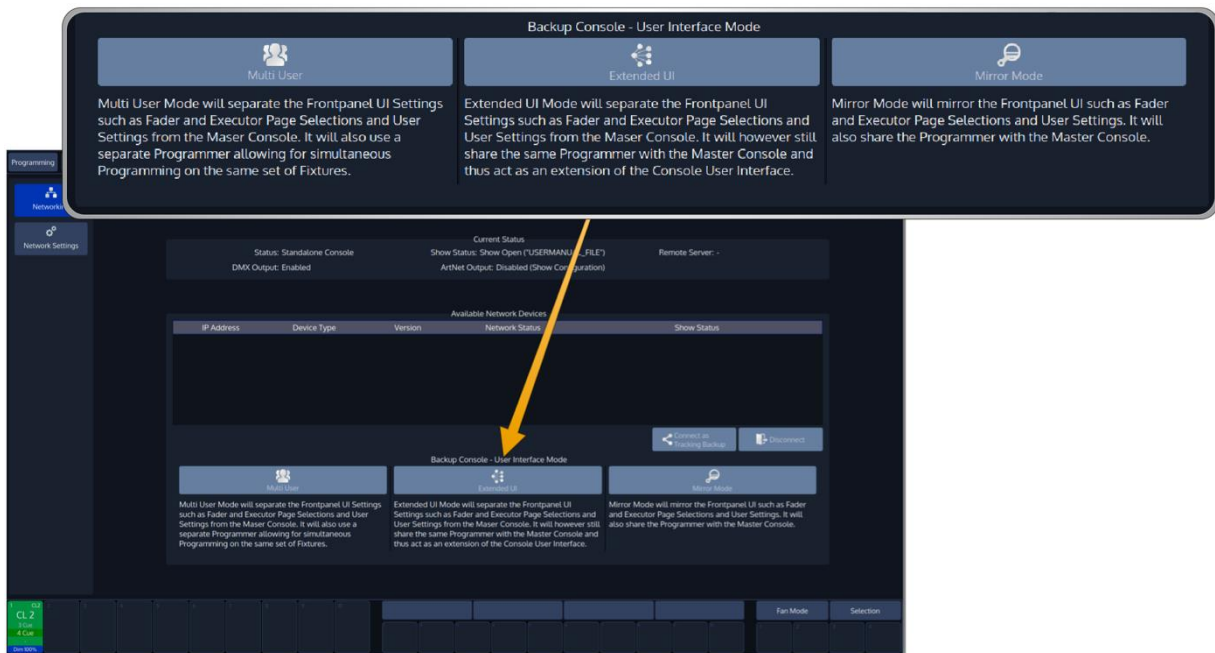 Backup Console - User Interface Mode
Multi User
Extended UI
Mirror Mode
Multi User Mode will separate the Frontpanel UI Settings
such as Fader and Executor Page Selections and User
Settings from the Maser Console. It will also use a
separate Programmer allowing for simultaneous
Programming on the same set of Fixtures.
Extended UI Mode will separate the Frontpanel UI
Settings such as Fader and Executor Page Selections and
User Settings from the Maser Console. It will however still
share the same Programmer with the Master Console and
thus act as an extension of the Console User Interface.
Mirror Mode will mirror the Frontpanel UI such as Fader
and Executor Page Selections and User Settings. It will
also share the Programmer with the Master Console.
Programming
Network Settings
Current Status
Status: Standalone Console
Show Status: Show Open ("USERMANUAL_FILE")
Remote Server: -
DMX Output: Enabled
ArtNet Output: Disabled (Show Configuration)
Available Network Devices
IP Address
Device Type
Version
Network Status
Show Status
Connect as
Tracking Backup
Disconnect
Backup Console - User Interface Mode
Multi User
Extended UI
Mirror Mode
Multi User Mode will separate the Frontpanel UI Settings
such as Fader and Executor Page Selections and User
Settings from the Maser Console. It will also use a
separate Programmer allowing for simultaneous
Programming on the same set of Fixtures.
Extended UI Mode will separate the Frontpanel UI
Settings such as Fader and Executor Page Selections and
User Settings from the Maser Console. It will however still
share the same Programmer with the Master Console and
thus act as an extension of the Console User Interface.
Mirror Mode will mirror the Frontpanel UI such as Fader
and Executor Page Selections and User Settings. It will
also share the Programmer with the Master Console.
CL 2
3 Cue
4 Cue
Dim 100%
Fan Mode
Selection